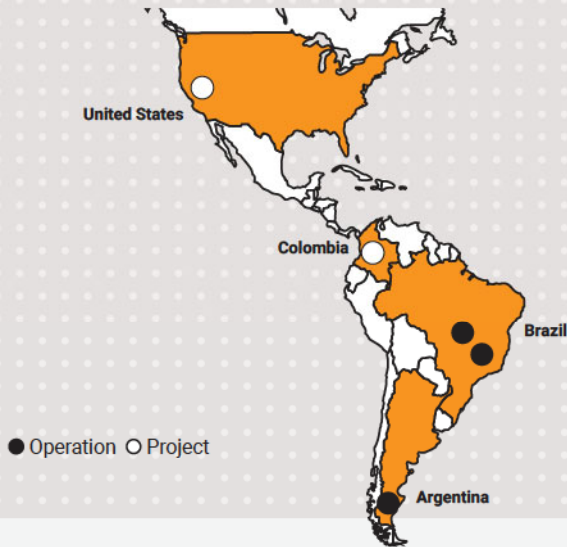 United States
Colombia
Brazil
Operation Project
Argentina